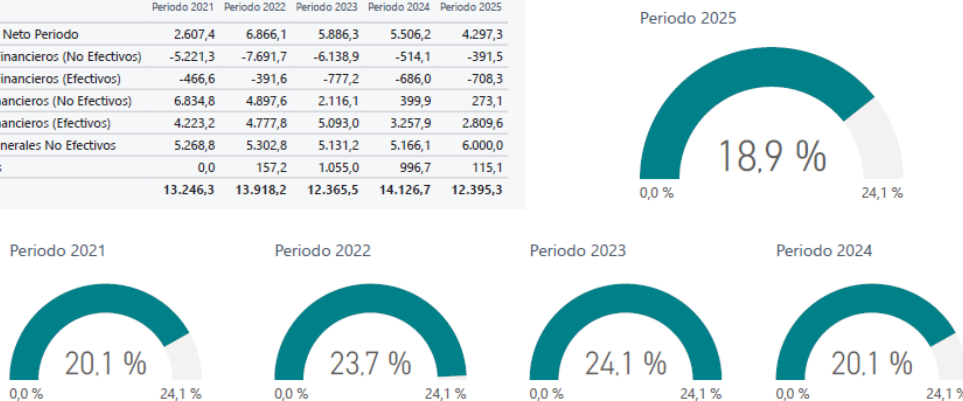 Periodo 2021 Periodo 2022 Periodo 2023 Periodo 2024 Periodo 2025
Neto Periodo 2.607,4 6.866,1 5.886,3 5.506,2 4.297,3
inancieros (No Efectivos) -5.221,3 -7.691,7 -6.138,9 -514,1 -391,5
inancieros (Efectivos) -466,6 -391,6 -777,2 -686,0 -708,3
nancieros (No Efectivos) 6.834,8 4.897,6 2.116,1 399,9 273,1
nancieros (Efectivos) 4.223,2 4.777,8 5.093,0 3.257,9 2.809,6
nerales No Efectivos 5.268,8 5.302,8 5.131,2 5.166,1 6.000,0
s 0,0 157,2 1.055,0 996,7 115,1
13.246,3 13.918,2 12.365,5 14.126,7 12.395,3
Periodo 2025
18,9 %
0,0 % 24,1 %
Periodo 2021 Periodo 2022 Periodo 2023 Periodo 2024
20,1 % 23,7 % 24,1 % 20,1 %
0,0 % 24,1 % 0,0 % 24,1 % 0,0 % 24,1 % 0,0 % 24,1 %